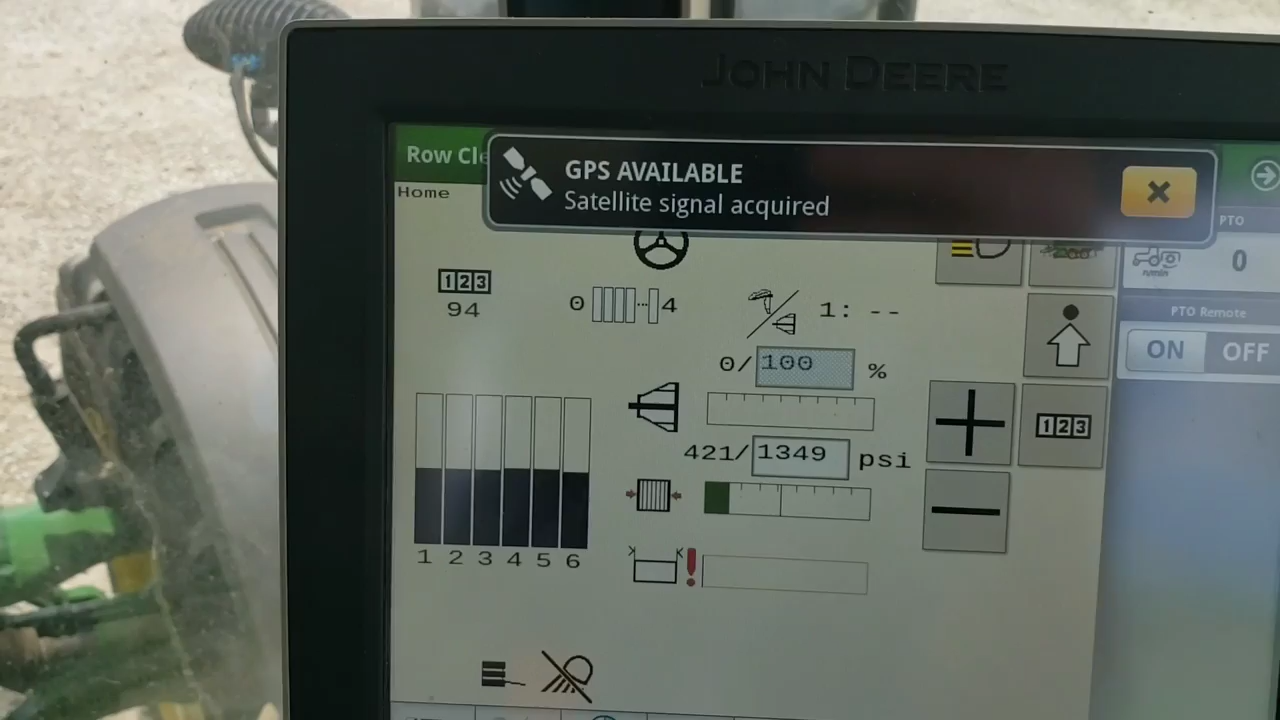 JOHN DEERE
Row Cle
GPS AVAILABLE
Satellite signal acquired
Home
PTO
123
94
0
4
1: --
n/min
0
PTO Remote
ON OFF
0/100 %
123
421/1349 psi
1 2 3 4 5 6